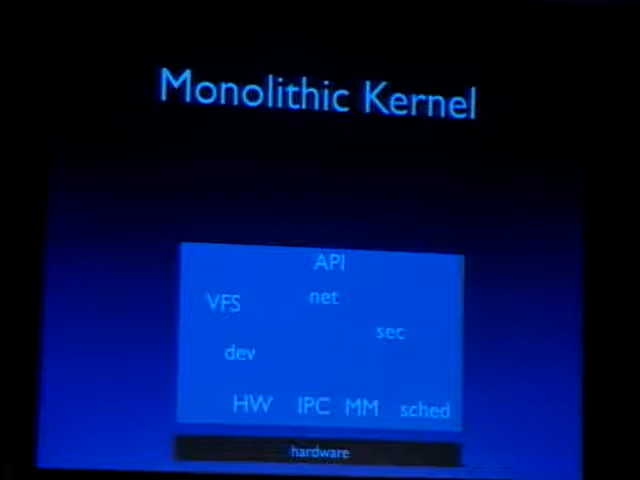 Monolithic Kernel
API
VFS net
sec
dev
HW IPC MM sched
hardware